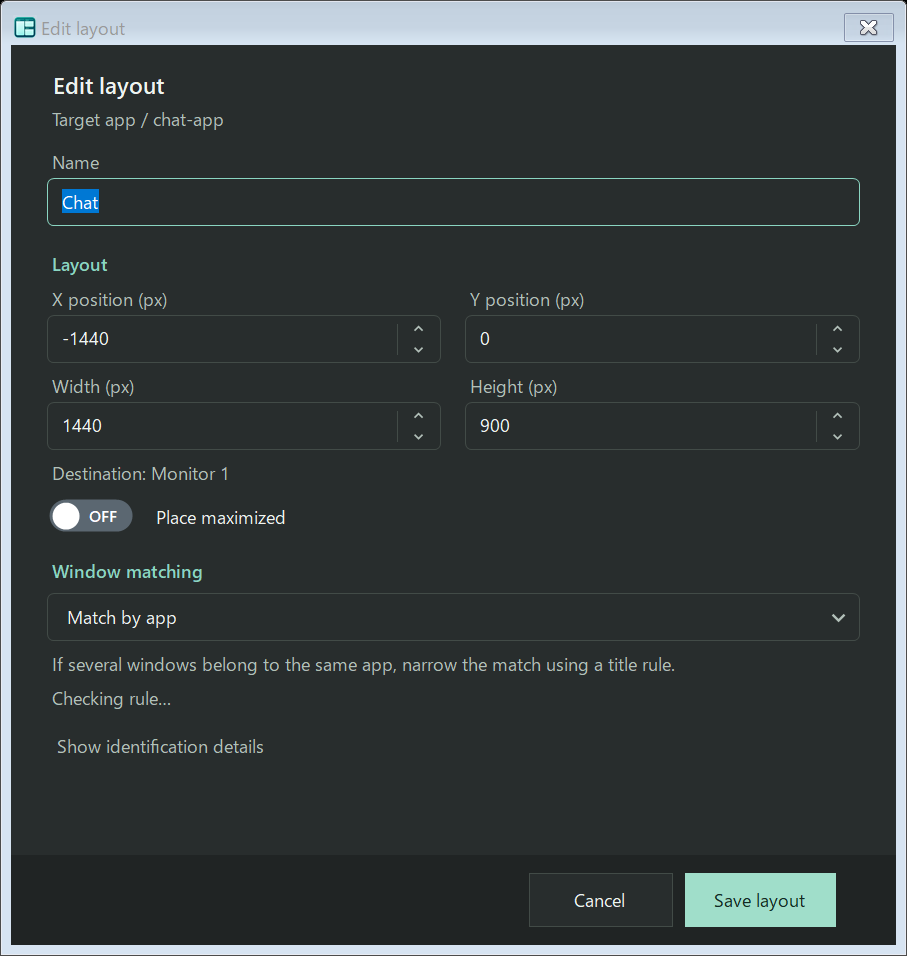 Edit layout
Edit layout
Target app / chat-app
Name
Chat
Layout
X position (px) Y position (px)
-1440 0
Width (px) Height (px)
1440 900
Destination: Monitor 1
OFF Place maximized
Window matching
Match by app
If several windows belong to the same app, narrow the match using a title rule.
Checking rule...
Show identification details
Cancel Save layout